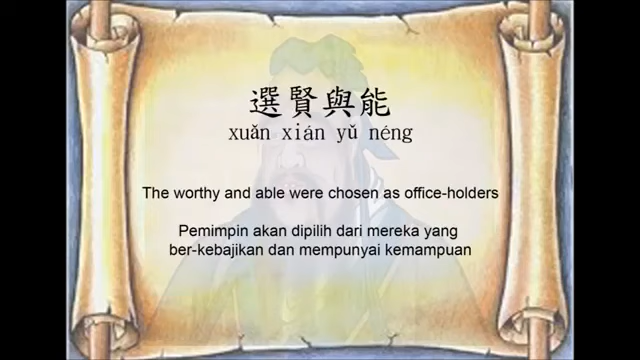 選賢與能
xuǎn xián yǔ néng
The worthy and able were chosen as office-holders
Pemimpin akan dipilih dari mereka yang
ber-kebajikan dan mempunyai kemampuan